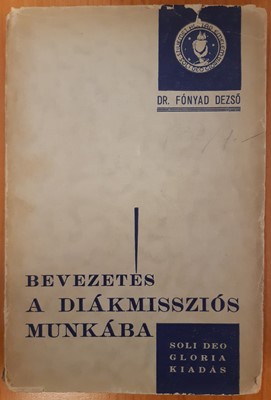 DR. FÓNYAD DEZSŐ
BEVEZETÉS
A DIÁKMISSZIÓS
MUNKÁBA
SOLI DEO
GLORIA
KIADÁS